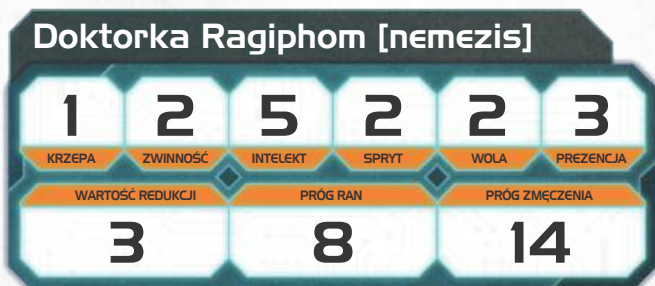 Doktorka Ragiphom [nemezis]
1 2 5 2 2 3
KRZEPA ZWINNOŚĆ INTELEKT SPRYT WOLA PREZENCJA
WARTOŚĆ REDUKCJI PRÓG RAN PRÓG ZMĘCZENIA
3 8 14